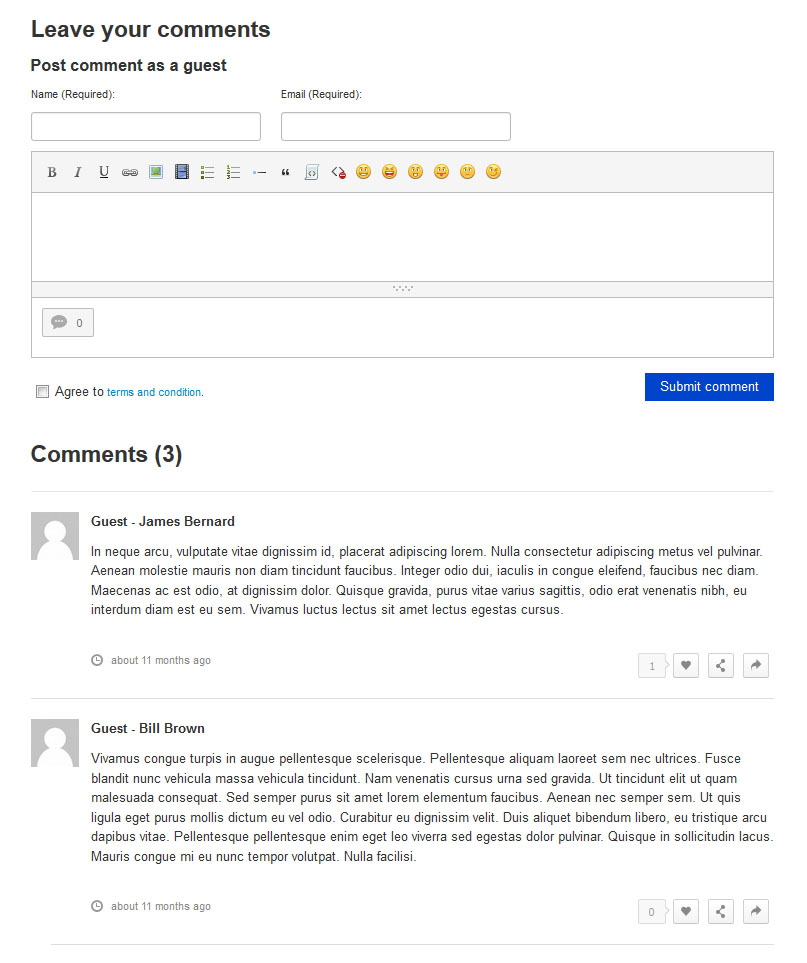 Leave your comments
Post comment as a guest
Name (Required):
Email (Required):
B I U
0
Agree to terms and condition.
Submit comment
Comments (3)
Guest - James Bernard
In neque arcu, vulputate vitae dignissim id, placerat adipiscing lorem. Nulla consectetur adipiscing metus vel pulvinar.
Aenean molestie mauris non diam tincidunt faucibus. Integer odio dui, iaculis in congue eleifend, faucibus nec diam.
Maecenas ac est odio, at dignissim dolor. Quisque gravida, purus vitae varius sagittis, odio erat venenatis nibh, eu
interdum diam est eu sem. Vivamus luctus lectus sit amet lectus egestas cursus.
about 11 months ago
1
Guest - Bill Brown
Vivamus congue turpis in augue pellentesque scelerisque. Pellentesque aliquam laoreet sem nec ultrices. Fusce
blandit nunc vehicula massa vehicula tincidunt. Nam venenatis cursus urna sed gravida. Ut tincidunt elit ut quam
malesuada consequat. Sed semper purus sit amet lorem elementum faucibus. Aenean nec semper sem. Ut quis
ligula eget purus mollis dictum eu vel odio. Curabitur eu dignissim velit. Duis aliquet bibendum libero, eu tristique arcu
dapibus vitae. Pellentesque pellentesque enim eget leo viverra sed egestas dolor pulvinar. Quisque in sollicitudin lacus.
Mauris congue mi eu nunc tempor volutpat. Nulla facilisi.
about 11 months ago
0